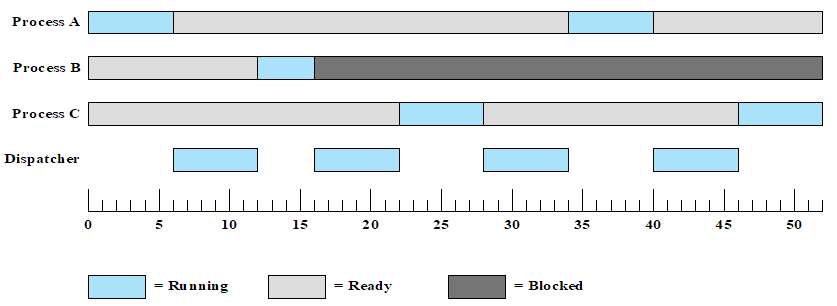 Process A
Process B
Process C
Dispatcher
0 5 10 15 20 25 30 35 40 45 50
= Running = Ready = Blocked